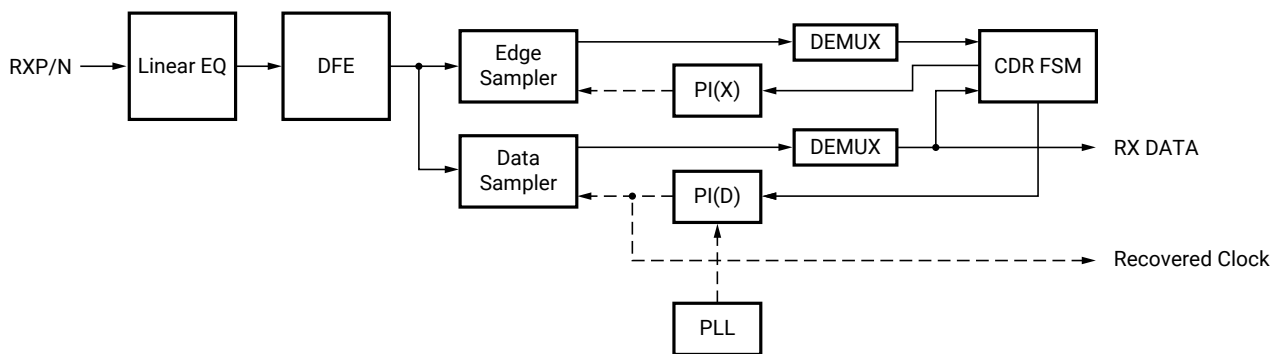 RXP/N
Linear EQ
DFE
Edge
Sampler
DEMUX
CDR FSM
PI(X)
Data
Sampler
DEMUX
RX DATA
PI(D)
Recovered Clock
PLL